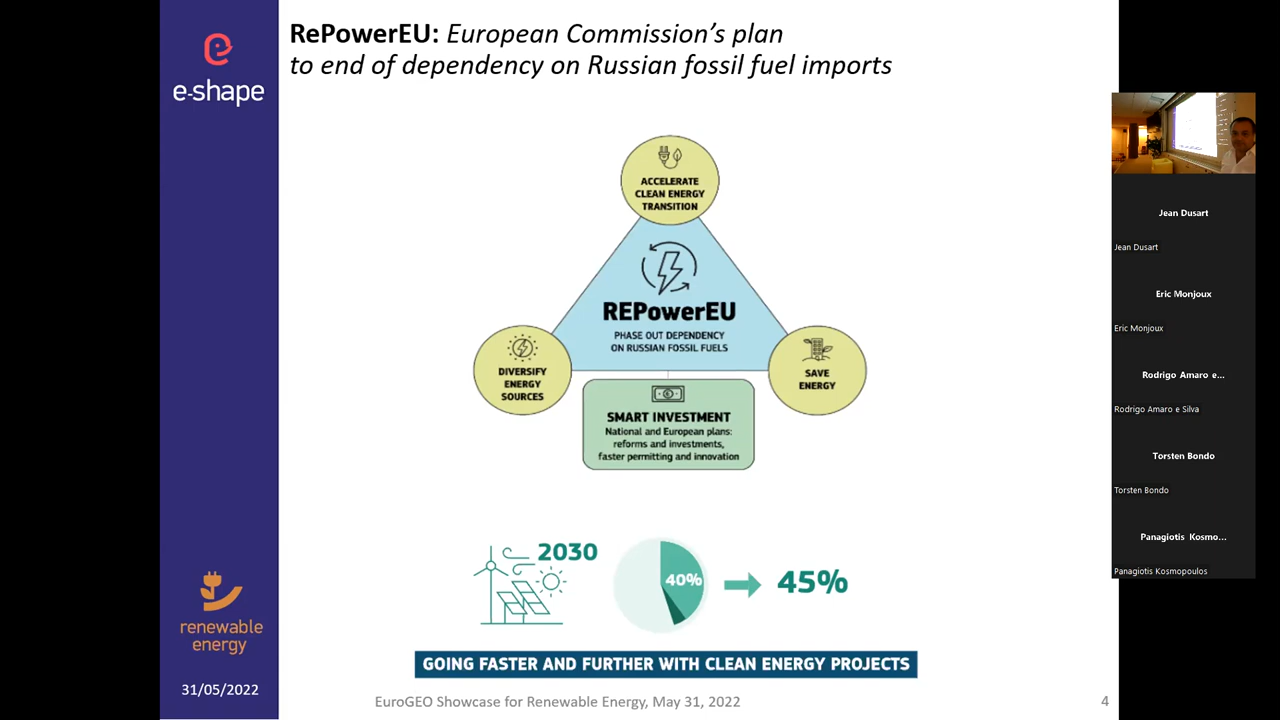 RePowerEU: European Commission's plan
to end of dependency on Russian fossil fuel imports
e-shape
ACCELERATE
CLEAN ENERGY
TRANSITION
REPowerEU
PHASE OUT DEPENDENCY
ON RUSSIAN FOSSIL FUELS
DIVERSIFY
ENERGY
SOURCES
SAVE
ENERGY
SMART INVESTMENT
National and European plans:
reforms and investments,
faster permitting and innovation
2030
40%
45%
GOING FASTER AND FURTHER WITH CLEAN ENERGY PROJECTS
renewable
energy
31/05/2022
EuroGEO Showcase for Renewable Energy, May 31, 2022
4
Jean Dusart
Jean Dusart
Eric Monjoux
Eric Monjoux
Rodrigo Amaro e...
Rodrigo Amaro e Silva
Torsten Bondo
Torsten Bondo
Panagiotis Kosmo...
Panagiotis Kosmopoulos